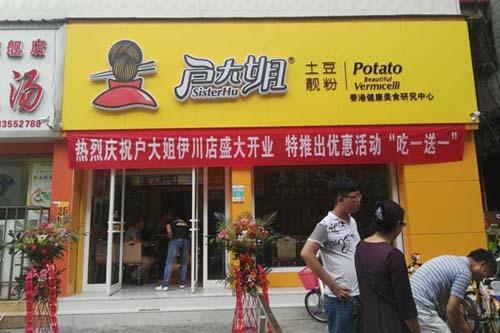 舰店
汤
13552788
户大姐®
SisterHu
土豆
靓粉
Potato
Beautiful
Vermicelli
香港健康美食研究中心
热烈庆祝户大姐伊川店盛大开业 特推出优惠活动“吃一送一”